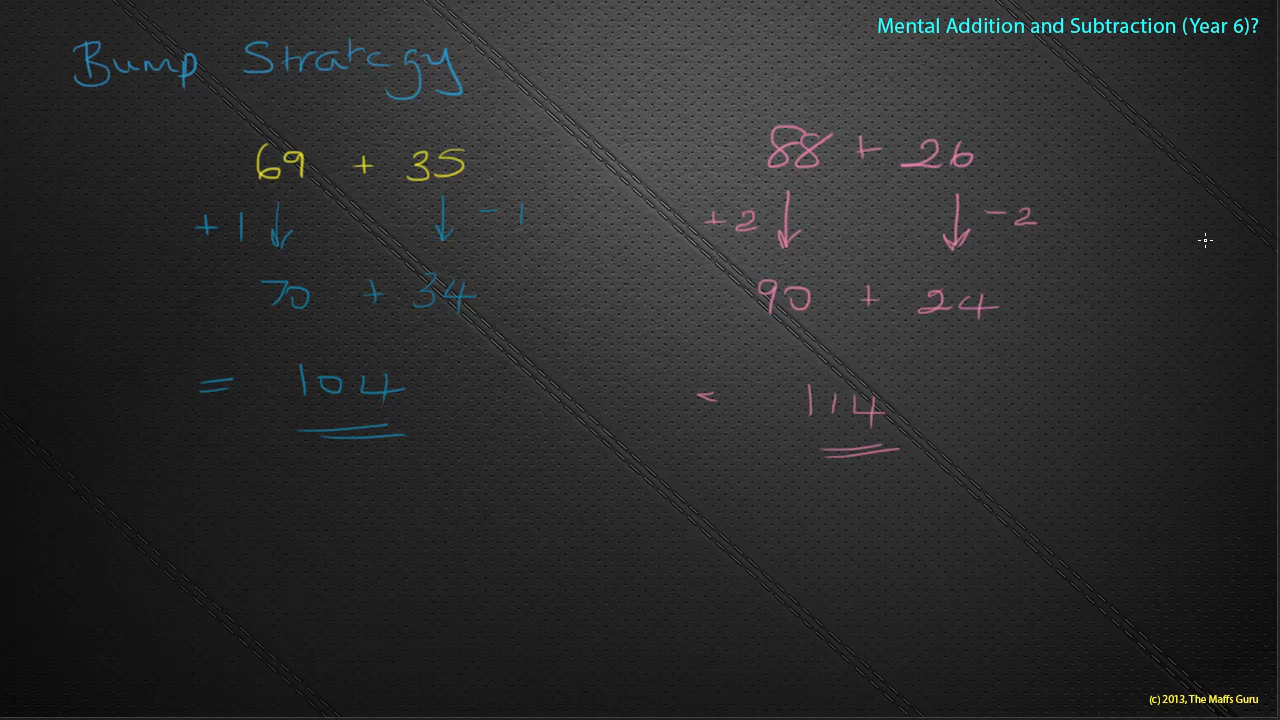 Mental Addition and Subtraction (Year 6)?
Bump Strategy
69 + 35
+1 ↓ ↓ -1
70 + 34
= 104
88 + 26
+2 ↓ ↓ -2
90 + 24
= 114
(c) 2013, The Maffs Guru